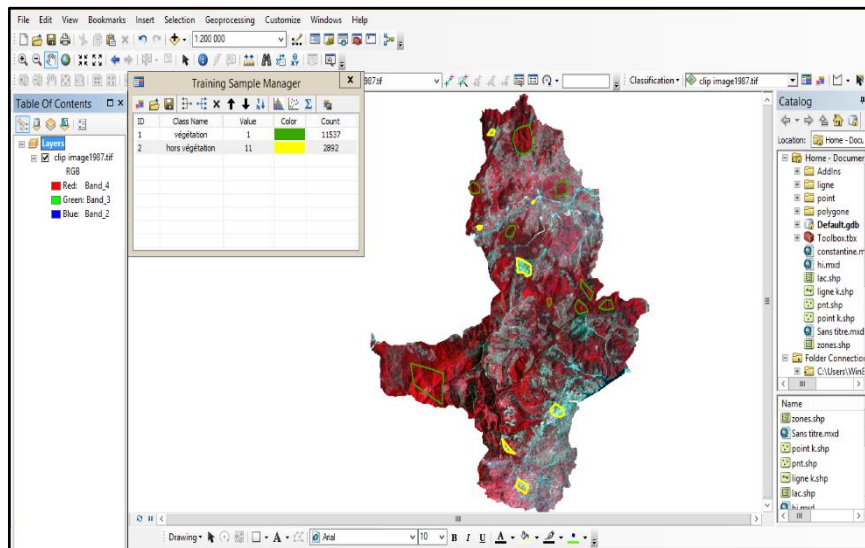 File Edit View Bookmarks Insert Selection Geoprocessing Customize Windows Help
1:200 000
Classification clip image1987.tif
Table Of Contents
Layers
clip image1987.tif
RGB
Red: Band_4
Green: Band_3
Blue: Band_2
Training Sample Manager X
ID Class Name Value Color Count
1 végétation 1 11537
2 hors végétation 11 2892
Catalog
Location: Home - Docu
Home - Documen
AddIns
ligne
point
polygone
Default.gdb
Toolbox.tbx
constantine.m
hi.mxd
lac.shp
ligne k.shp
pnt.shp
point k.shp
Sans titre.mxd
zones.shp
Folder Connection
C:\Users\Win8
Name
zones.shp
Sans titre.mxd
point k.shp
pnt.shp
ligne k.shp
lac.shp
hi.mxd
Drawing A Arial 10 B I U A